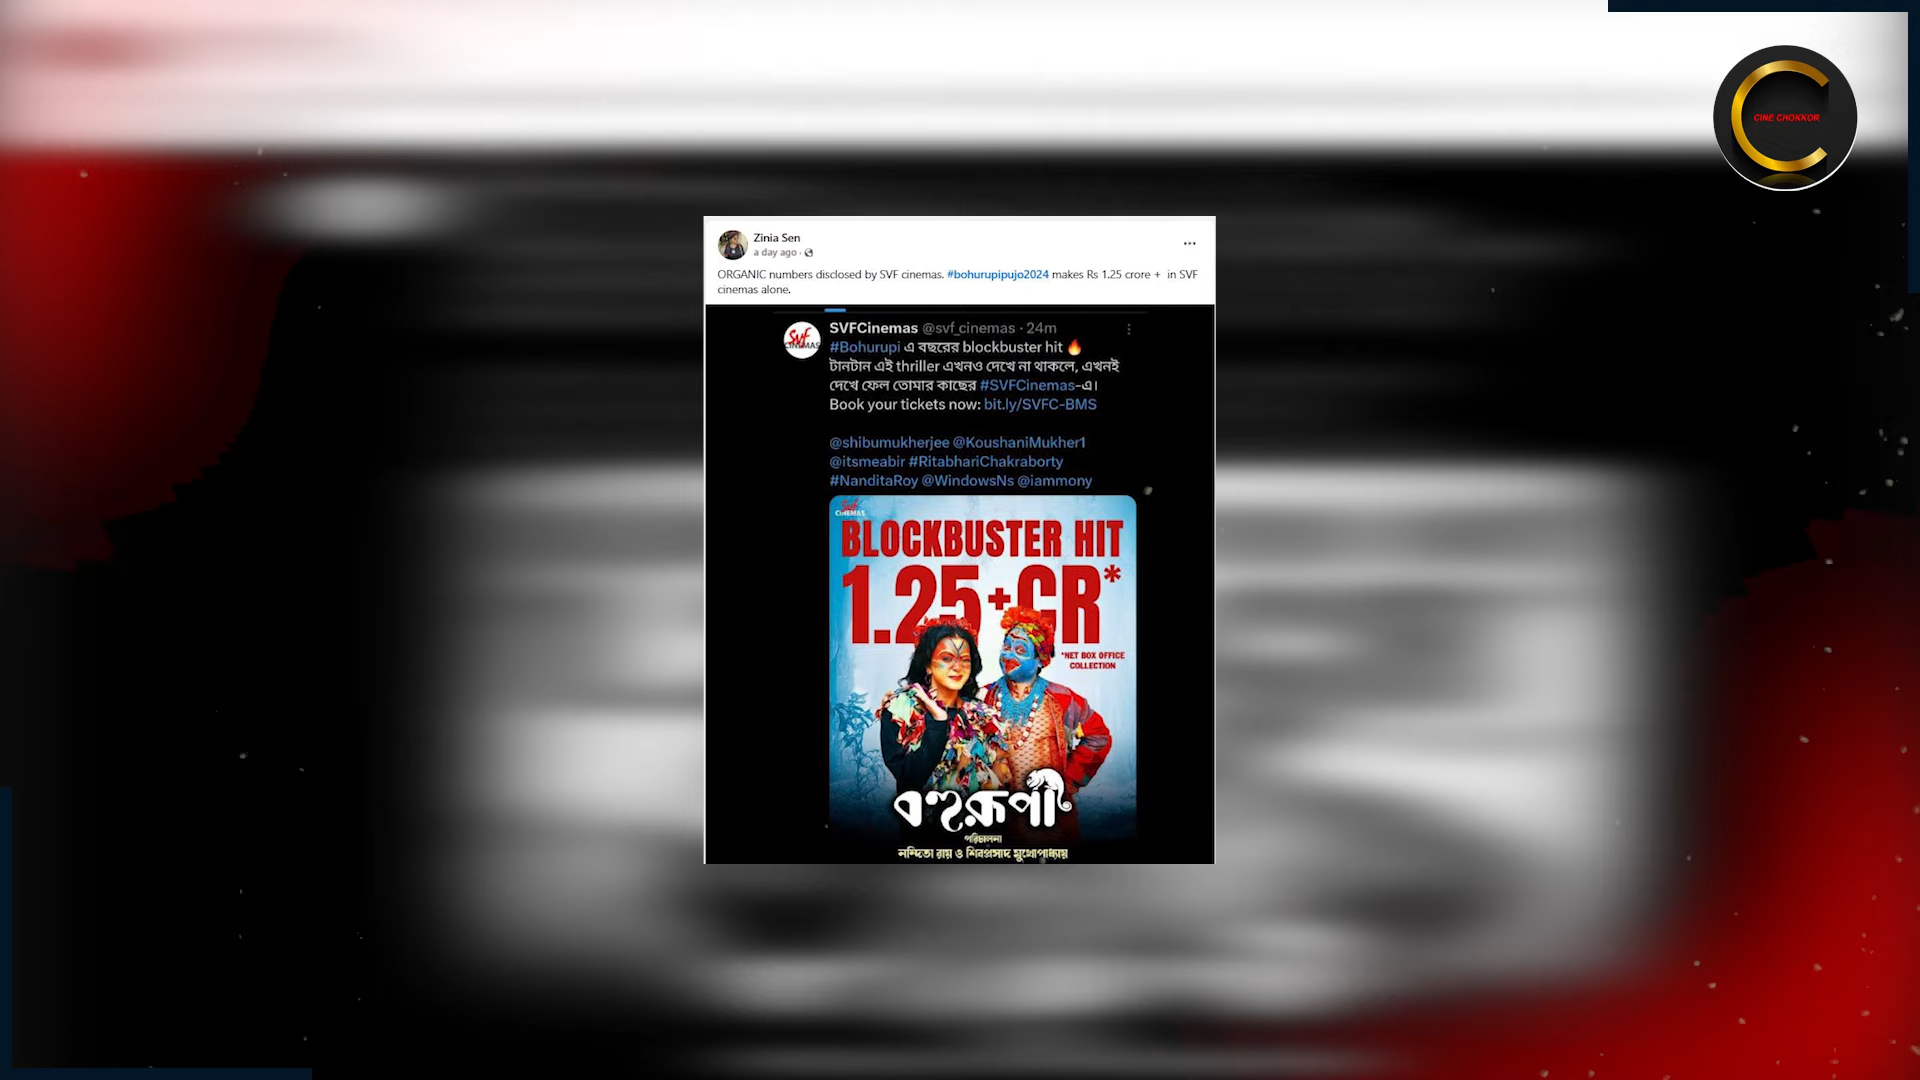 CINE CHOKKOR
Zinia Sen
a day ago ·
ORGANIC numbers disclosed by SVF cinemas. #bohurupipujo2024 makes Rs 1.25 crore + in SVF
cinemas alone.
SVFCinemas @svf_cinemas · 24m
SVF
CINEMAS
#Bohurupi এ বছরের blockbuster hit 🔥
টানটান এই thriller এখনও দেখে না থাকলে, এখনই
দেখে ফেল তোমার কাছের #SVFCinemas-এ।
Book your tickets now: bit.ly/SVFC-BMS
@shibumukherjee @KoushaniMukher1
@itsmeabir #RitabhariChakraborty
#NanditaRoy @WindowsNs @iammony
SVF
CINEMAS
BLOCKBUSTER HIT
1.25+CR*
*NET BOX OFFICE
COLLECTION
বহুরূপী
পরিচালনা
নন্দিতা রায় ও শিবপ্রসাদ মুখোপাধ্যায়